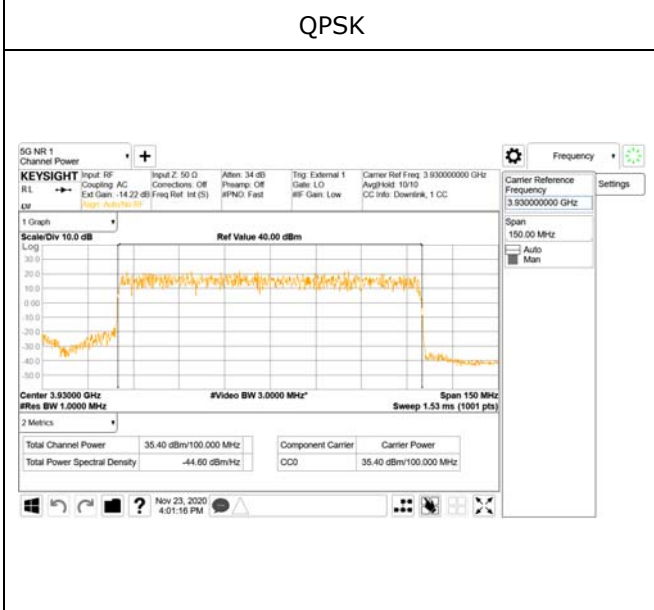 QPSK
5G NR 1
Channel Power
Frequency
KEYSIGHT
RL
Input: RF
Coupling: AC
Ext Gain: -14.22 dB
Align: Auto/No RF
Input Z: 50 Ω
Corrections: Off
Freq Ref: Int (S)
Atten: 34 dB
Preamp: Off
#PNO: Fast
Trig: External 1
Gate: LO
#IF Gain: Low
Carrier Ref Freq: 3.930000000 GHz
Avg|Hold: 10/10
CC Info: Downlink, 1 CC
Carrier Reference
Frequency
3.930000000 GHz
Settings
Span
150.00 MHz
Auto
Man
1 Graph
Scale/Div 10.0 dB
Ref Value 40.00 dBm
Log
30.0
20.0
10.0
0.00
-10.0
-20.0
-30.0
-40.0
-50.0
Center 3.93000 GHz
#Video BW 3.0000 MHz*
Span 150 MHz
#Res BW 1.0000 MHz
Sweep 1.53 ms (1001 pts)
2 Metrics
Total Channel Power 35.40 dBm/100.000 MHz
Total Power Spectral Density -44.60 dBm/Hz
Component Carrier Carrier Power
CC0 35.40 dBm/100.000 MHz
Nov 23, 2020
4:01:16 PM